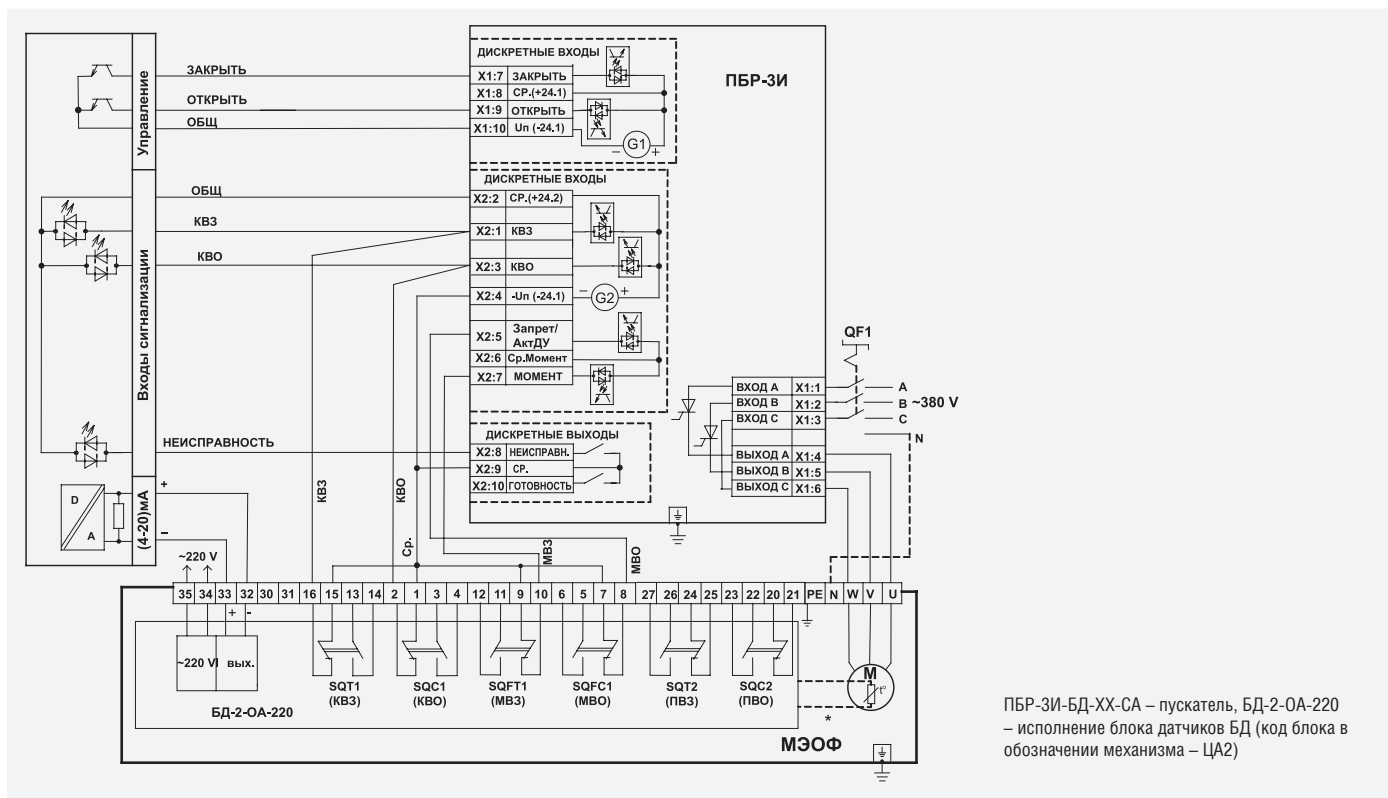 ПБР-3И
ДИСКРЕТНЫЕ ВХОДЫ
ЗАКРЫТЬ
X1:7 ЗАКРЫТЬ
X1:8 СР.(+24.1)
ОТКРЫТЬ
X1:9 ОТКРЫТЬ
ОБЩ
X1:10 Uп (-24.1)
– G1 +
Управление
ДИСКРЕТНЫЕ ВХОДЫ
ОБЩ
X2:2 СР.(+24.2)
КВЗ
X2:1 КВЗ
КВО
X2:3 КВО
X2:4 -Uп (-24.1)
– G2 +
X2:5 Запрет/
АктДУ
X2:6 Ср.Момент
X2:7 МОМЕНТ
Входы сигнализации
QF1
ВХОД А X1:1 A
ВХОД В X1:2 B ~380 V
ВХОД С X1:3 C
N
ВЫХОД А X1:4
ВЫХОД В X1:5
ВЫХОД С X1:6
ДИСКРЕТНЫЕ ВЫХОДЫ
НЕИСПРАВНОСТЬ
X2:8 НЕИСПРАВН.
X2:9 СР.
X2:10 ГОТОВНОСТЬ
D
A
(4-20)мА
+
–
КВЗ
КВО
Ср.
МВЗ
МВО
~220 V
35 34 33 32 30 31 16 15 13 14 2 1 3 4 12 11 9 10 6 5 7 8 27 26 24 25 23 22 20 21 PE N W V U
+ -
~220 VI вых.
SQT1
(КВЗ)
SQC1
(КВО)
SQFT1
(МВЗ)
SQFC1
(МВО)
SQT2
(ПВЗ)
SQC2
(ПВО)
M
t°
*
БД-2-ОА-220
МЭОФ
ПБР-3И-БД-ХХ-СА – пускатель, БД-2-ОА-220
– исполнение блока датчиков БД (код блока в
обозначении механизма – ЦА2)